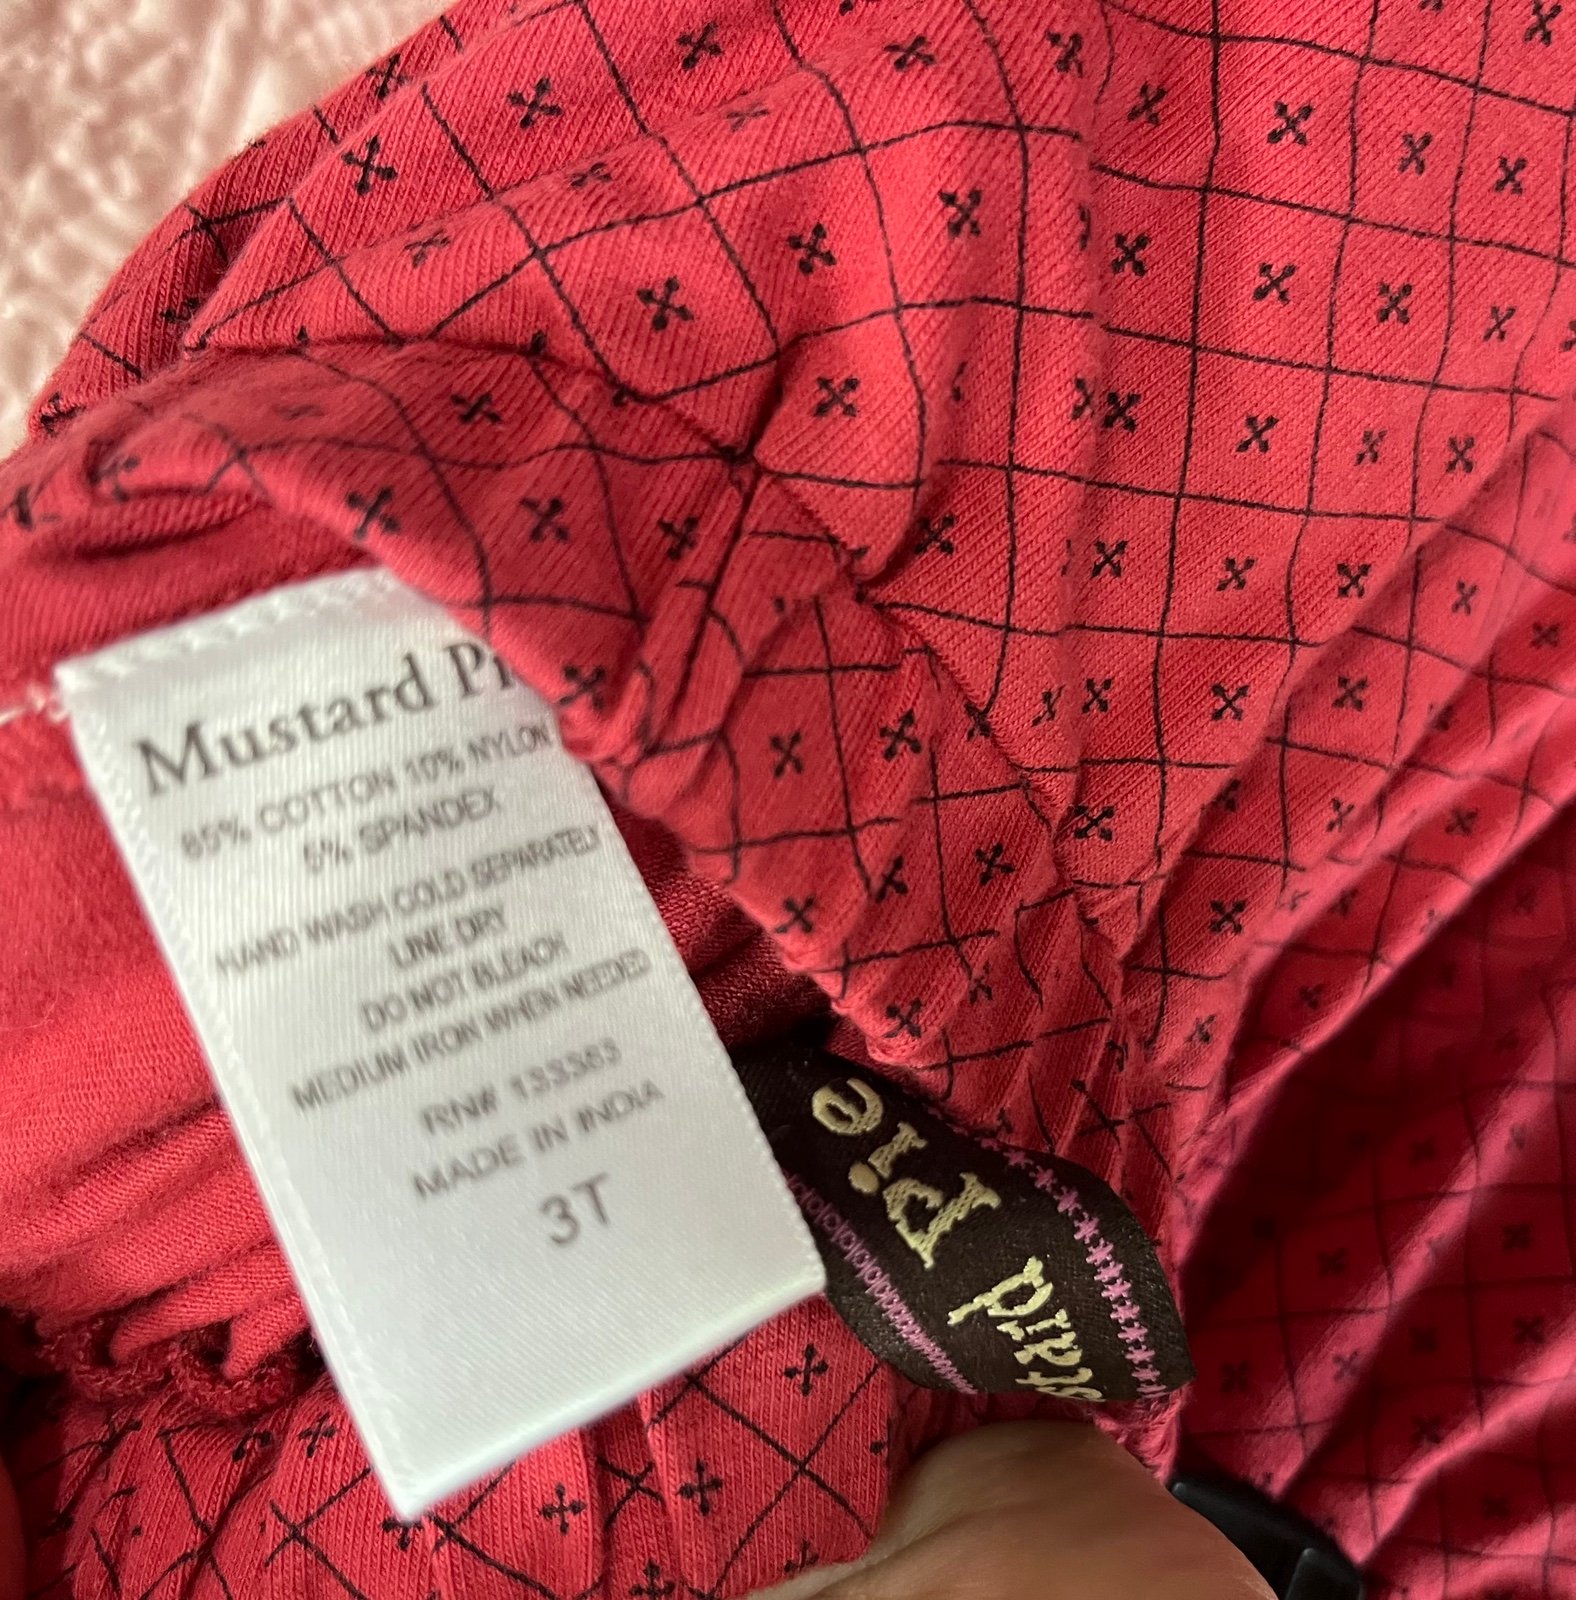 Mustard Pi
85% COTTON 10% NYLON
5% SPANDEX
HAND WASH COLD SEPARATELY
LINE DRY
DO NOT BLEACH
MEDIUM IRON WHEN NEEDED
RN# 133363
MADE IN INDIA
3T
stard Pie